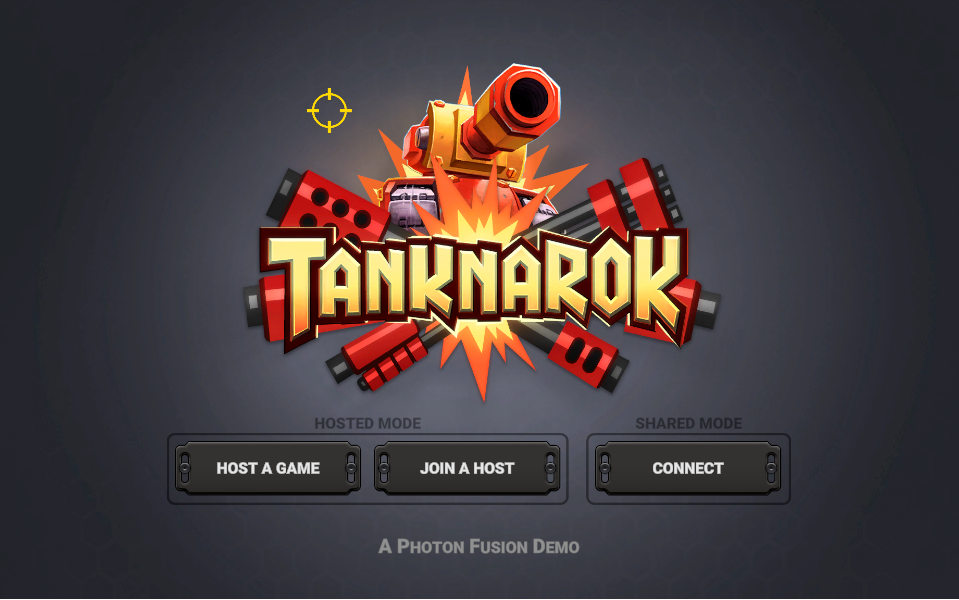 TANKNAROK
HOSTED MODE
SHARED MODE
HOST A GAME
JOIN A HOST
CONNECT
A PHOTON FUSION DEMO